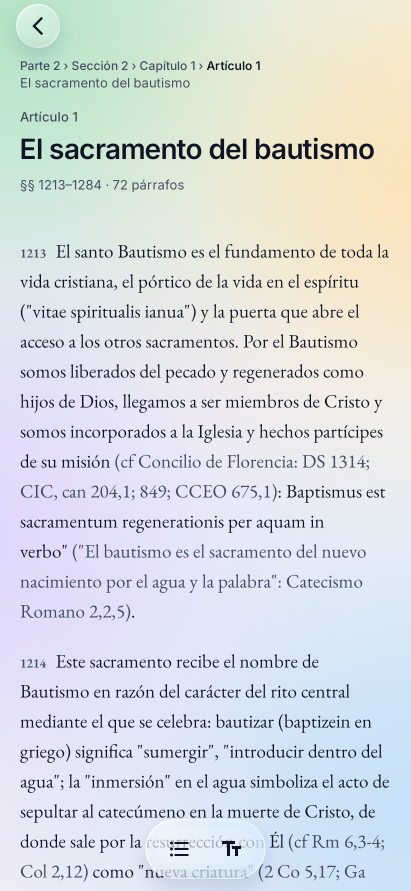 Parte 2 › Sección 2 › Capítulo 1 › Artículo 1
El sacramento del bautismo
Artículo 1
El sacramento del bautismo
§§ 1213–1284 · 72 párrafos
1213 El santo Bautismo es el fundamento de toda la
vida cristiana, el pórtico de la vida en el espíritu
("vitae spiritualis ianua") y la puerta que abre el
acceso a los otros sacramentos. Por el Bautismo
somos liberados del pecado y regenerados como
hijos de Dios, llegamos a ser miembros de Cristo y
somos incorporados a la Iglesia y hechos partícipes
de su misión (cf Concilio de Florencia: DS 1314;
CIC, can 204,1; 849; CCEO 675,1): Baptismus est
sacramentum regenerationis per aquam in
verbo" ("El bautismo es el sacramento del nuevo
nacimiento por el agua y la palabra": Catecismo
Romano 2,2,5).
1214 Este sacramento recibe el nombre de
Bautismo en razón del carácter del rito central
mediante el que se celebra: bautizar (baptizein en
griego) significa "sumergir", "introducir dentro del
agua"; la "inmersión" en el agua simboliza el acto de
sepultar al catecúmeno en la muerte de Cristo, de
donde sale por la resurrección con Él (cf Rm 6,3-4;
Col 2,12) como "nueva criatura" (2 Co 5,17; Ga